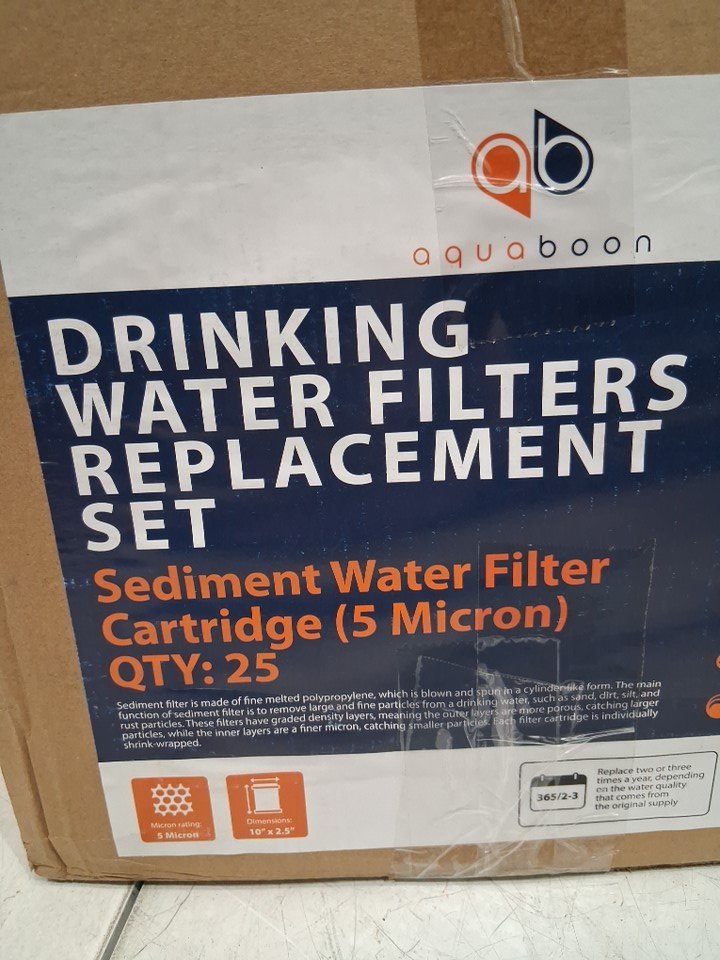 ab
aquaboon
DRINKING
WATER FILTERS
REPLACEMENT
SET
Sediment Water Filter
Cartridge (5 Micron)
QTY: 25
Sediment filter is made of fine melted polypropylene, which is blown and spun in a cylinder-like form. The main
function of sediment filter is to remove large and fine particles from a drinking water, such as sand, dirt, silt, and
rust particles. These filters have graded density layers, meaning the outer layers are more porous, catching larger
particles, while the inner layers are a finer micron, catching smaller particles. Each filter cartridge is individually
shrink-wrapped.
Micron rating:
5 Micron
Dimensions:
10" x 2.5"
365/2-3
Replace two or three
times a year, depending
on the water quality
that comes from
the original supply